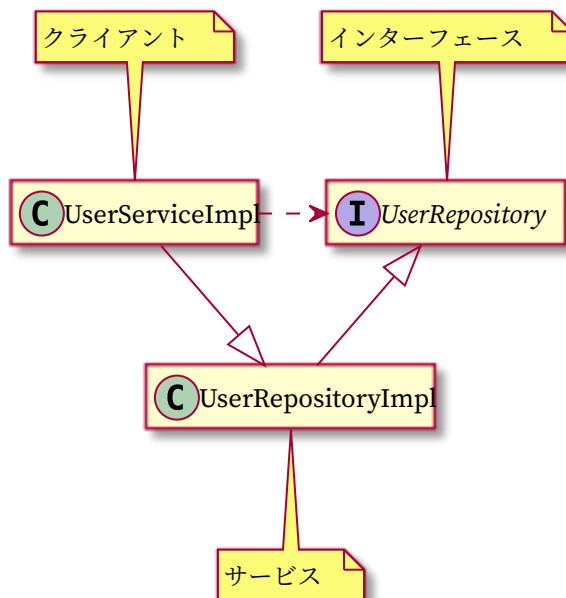 クライアント
インターフェース
C UserServiceImpl
I UserRepository
C UserRepositoryImpl
サービス